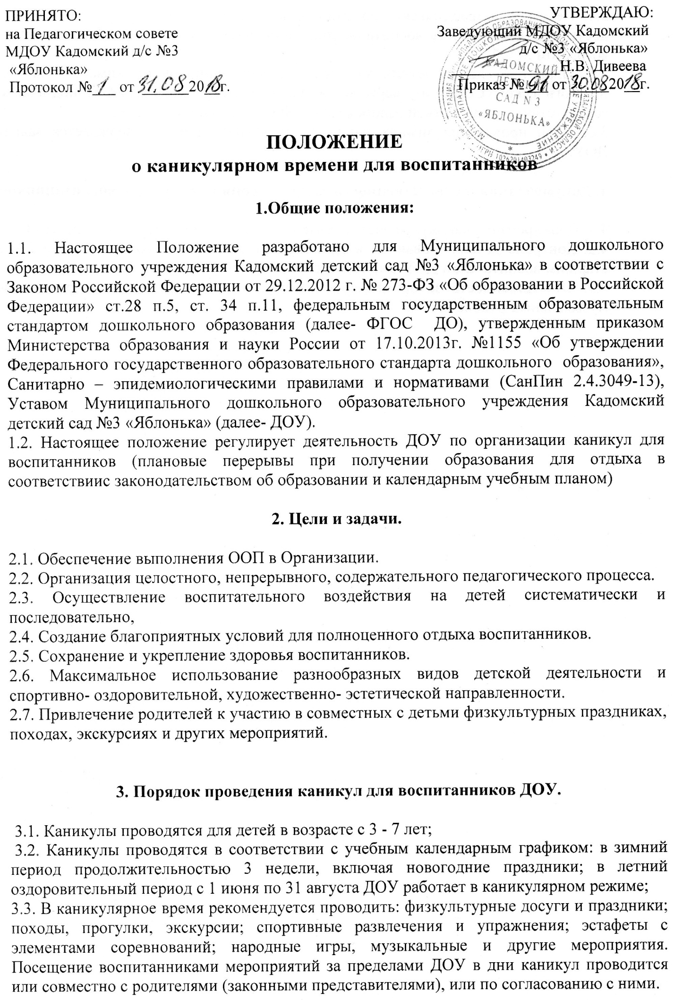 ПРИНЯТО:
на Педагогическом совете
МДОУ Кадомский д/с №3
«Яблонька»
Протокол № 1 от 31.08 2018г.
УТВЕРЖДАЮ:
Заведующий МДОУ Кадомский
д/с №3 «Яблонька»
______________Н.В. Дивеева
Приказ № 91 от 30.08 2018г.
КАДОМСКИЙ
ДЕТСКИЙ
САД N 3
«ЯБЛОНЬКА»
ОГРН 1026201403249
ПОЛОЖЕНИЕ
о каникулярном времени для воспитанников
1.Общие положения:
1.1. Настоящее Положение разработано для Муниципального дошкольного
образовательного учреждения Кадомский детский сад №3 «Яблонька» в соответствии с
Законом Российской Федерации от 29.12.2012 г. № 273-ФЗ «Об образовании в Российской
Федерации» ст.28 п.5, ст. 34 п.11, федеральным государственным образовательным
стандартом дошкольного образования (далее- ФГОС ДО), утвержденным приказом
Министерства образования и науки России от 17.10.2013г. №1155 «Об утверждении
Федерального государственного образовательного стандарта дошкольного образования»,
Санитарно – эпидемиологическими правилами и нормативами (СанПин 2.4.3049-13),
Уставом Муниципального дошкольного образовательного учреждения Кадомский
детский сад №3 «Яблонька» (далее- ДОУ).
1.2. Настоящее положение регулирует деятельность ДОУ по организации каникул для
воспитанников (плановые перерывы при получении образования для отдыха в
соответствиис законодательством об образовании и календарным учебным планом)
2. Цели и задачи.
2.1. Обеспечение выполнения ООП в Организации.
2.2. Организация целостного, непрерывного, содержательного педагогического процесса.
2.3. Осуществление воспитательного воздействия на детей систематически и
последовательно,
2.4. Создание благоприятных условий для полноценного отдыха воспитанников.
2.5. Сохранение и укрепление здоровья воспитанников.
2.6. Максимальное использование разнообразных видов детской деятельности и
спортивно- оздоровительной, художественно- эстетической направленности.
2.7. Привлечение родителей к участию в совместных с детьми физкультурных праздниках,
походах, экскурсиях и других мероприятий.
3. Порядок проведения каникул для воспитанников ДОУ.
3.1. Каникулы проводятся для детей в возрасте с 3 - 7 лет;
3.2. Каникулы проводятся в соответствии с учебным календарным графиком: в зимний
период продолжительностью 3 недели, включая новогодние праздники; в летний
оздоровительный период с 1 июня по 31 августа ДОУ работает в каникулярном режиме;
3.3. В каникулярное время рекомендуется проводить: физкультурные досуги и праздники;
походы, прогулки, экскурсии; спортивные развлечения и упражнения; эстафеты с
элементами соревнований; народные игры, музыкальные и другие мероприятия.
Посещение воспитанниками мероприятий за пределами ДОУ в дни каникул проводится
или совместно с родителями (законными представителями), или по согласованию с ними.